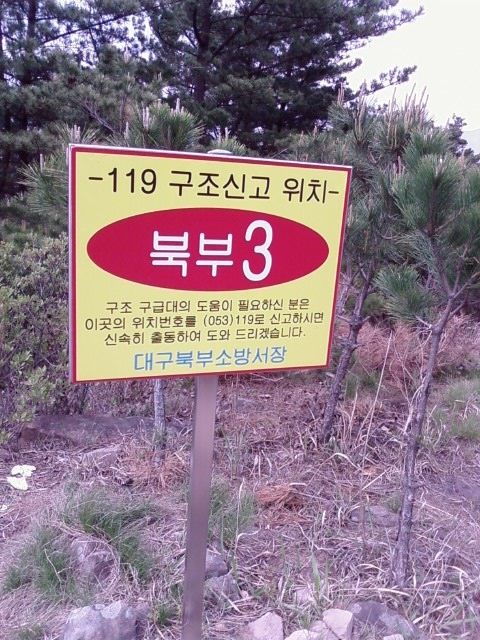 -119 구조신고 위치-
북부3
구조 구급대의 도움이 필요하신 분은
이곳의 위치번호를 (053)119로 신고하시면
신속히 출동하여 도와 드리겠습니다.
대구북부소방서장